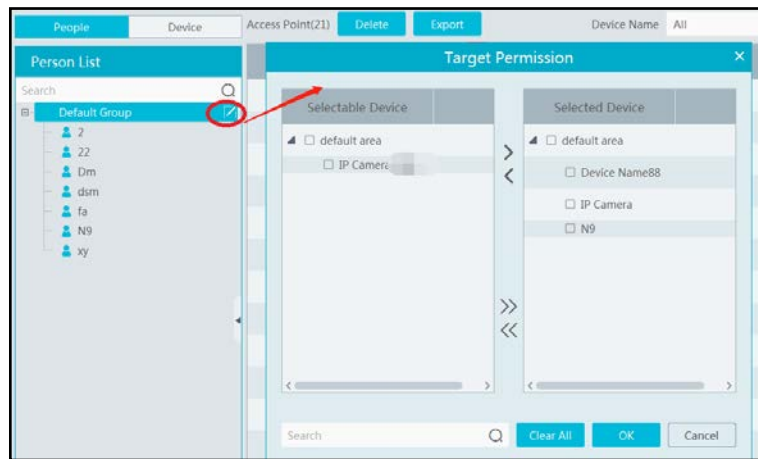 People Device Access Point(21) Delete Export Device Name All
Person List
Search
Default Group
2
22
Dm
dsm
fa
N9
xy
Target Permission
Selectable Device
default area
IP Camera
Selected Device
default area
Device Name88
IP Camera
N9
Search Clear All OK Cancel